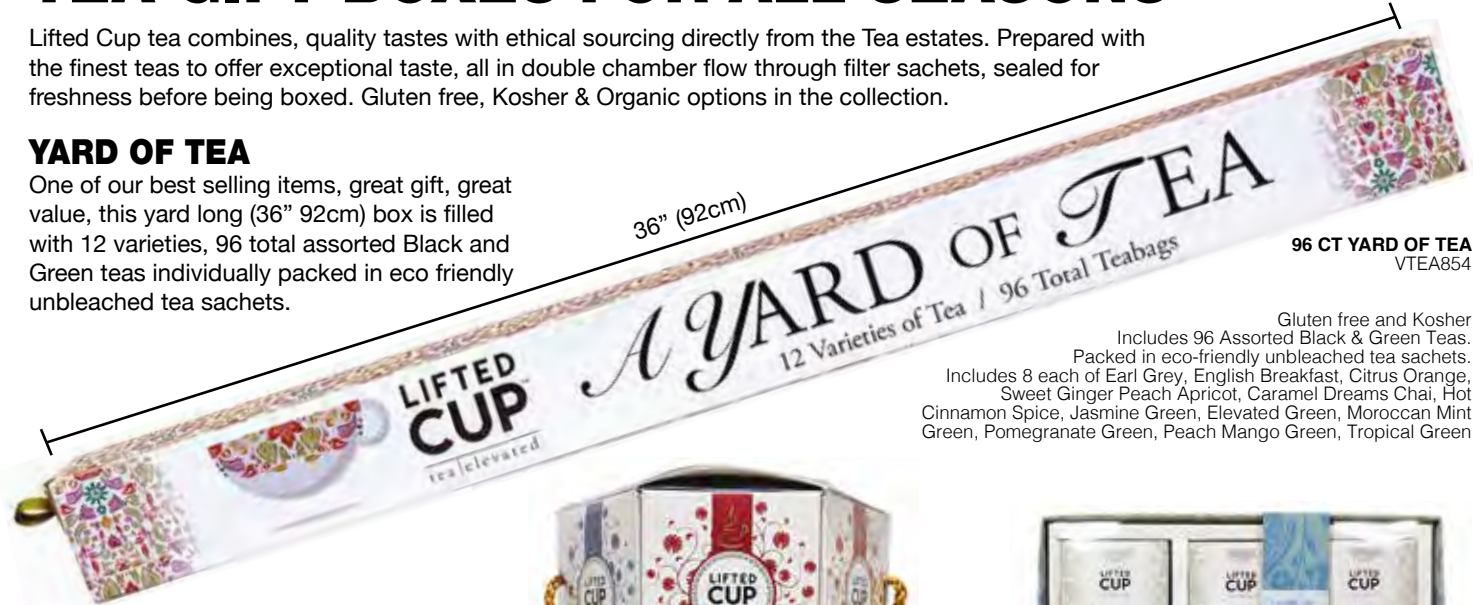 TEA GIFT BOXES FOR ALL SEASONS
Lifted Cup tea combines, quality tastes with ethical sourcing directly from the Tea estates. Prepared with
the finest teas to offer exceptional taste, all in double chamber flow through filter sachets, sealed for
freshness before being boxed. Gluten free, Kosher & Organic options in the collection.
YARD OF TEA
One of our best selling items, great gift, great
value, this yard long (36” 92cm) box is filled
with 12 varieties, 96 total assorted Black and
Green teas individually packed in eco friendly
unbleached tea sachets.
36” (92cm)
A YARD OF TEA
12 Varieties of Tea / 96 Total Teabags
LIFTED
CUP
tea elevated
96 CT YARD OF TEA
VTEA854
Gluten free and Kosher
Includes 96 Assorted Black & Green Teas.
Packed in eco-friendly unbleached tea sachets.
Includes 8 each of Earl Grey, English Breakfast, Citrus Orange,
Sweet Ginger Peach Apricot, Caramel Dreams Chai, Hot
Cinnamon Spice, Jasmine Green, Elevated Green, Moroccan Mint
Green, Pomegranate Green, Peach Mango Green, Tropical Green
LIFTED
CUP
LIFTED
CUP
LIFTED
CUP
LIFTED
CUP
LIFTED
CUP